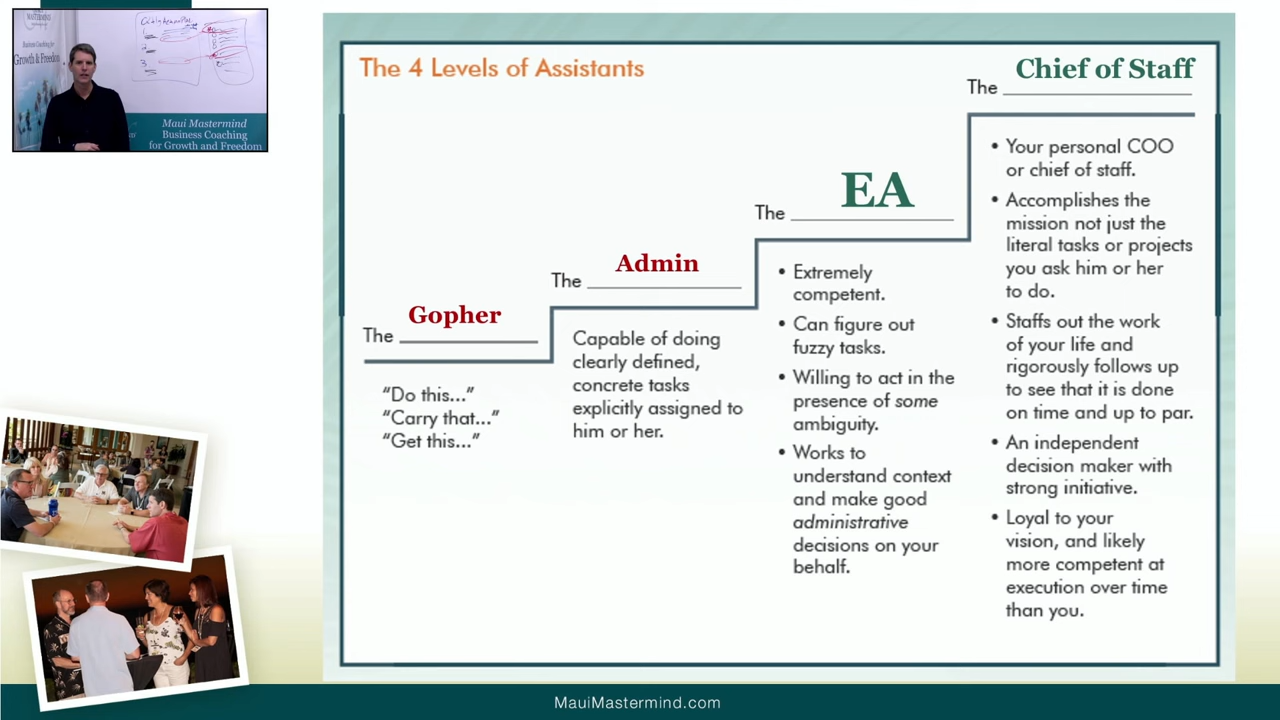 MASTERMIND
Business Coaching for
Growth & Freedom
Maui Mastermind
Business Coaching
for Growth and Freedom
The 4 Levels of Assistants
The Gopher
“Do this...”
“Carry that...”
“Get this...”
The Admin
Capable of doing
clearly defined,
concrete tasks
explicitly assigned to
him or her.
The EA
• Extremely
competent.
• Can figure out
fuzzy tasks.
• Willing to act in the
presence of some
ambiguity.
• Works to
understand context
and make good
administrative
decisions on your
behalf.
The Chief of Staff
• Your personal COO
or chief of staff.
• Accomplishes the
mission not just the
literal tasks or projects
you ask him or her
to do.
• Staffs out the work
of your life and
rigorously follows up
to see that it is done
on time and up to par.
• An independent
decision maker with
strong initiative.
• Loyal to your
vision, and likely
more competent at
execution over time
than you.
MauiMastermind.com